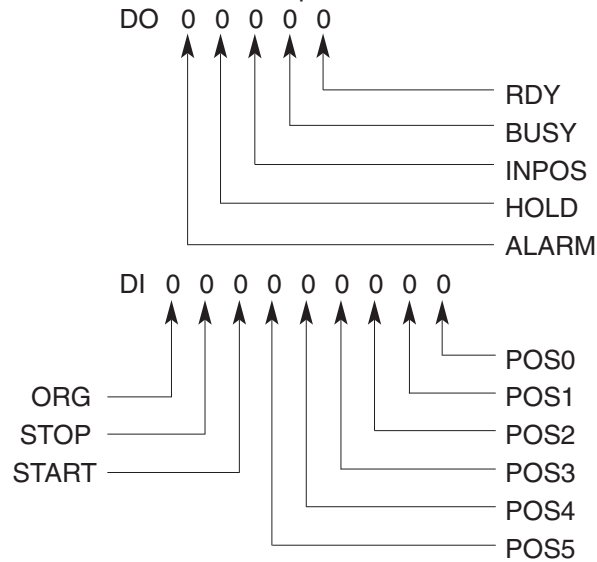 DO 0 0 0 0 0
RDY
BUSY
INPOS
HOLD
ALARM
DI 0 0 0 0 0 0 0 0 0
POS0
ORG POS1
STOP POS2
START POS3
POS4
POS5